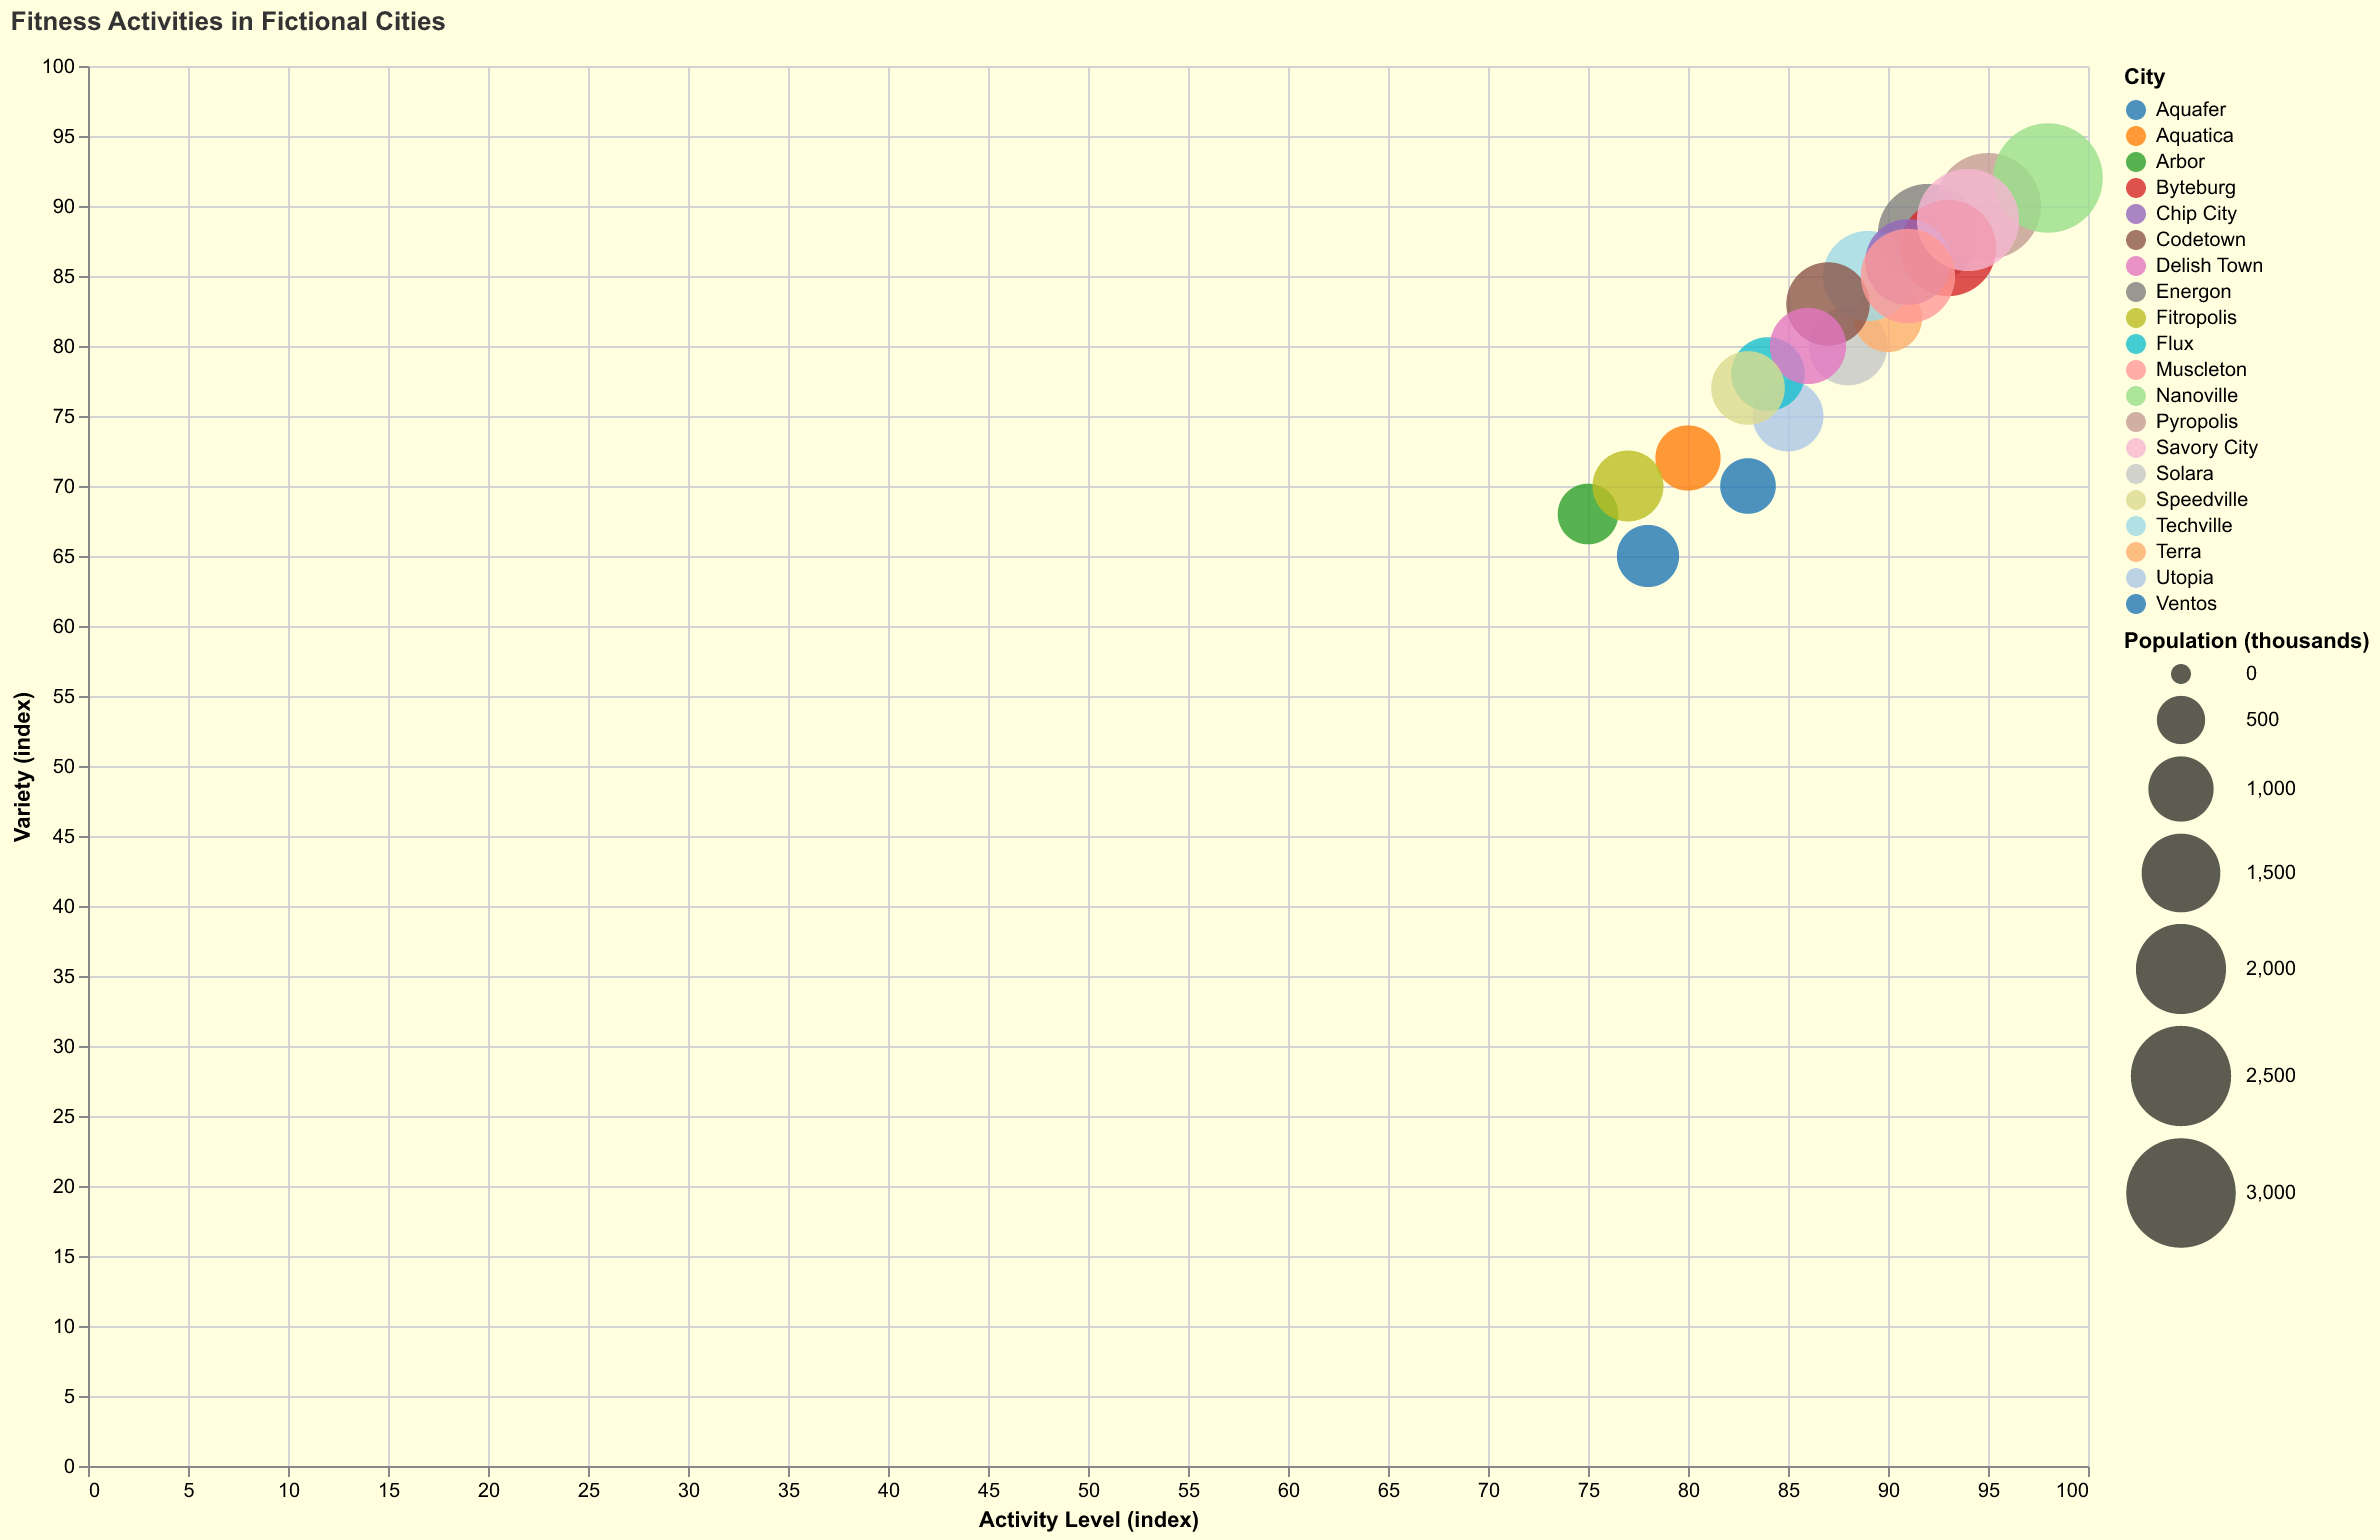 Fitness Activities in Fictional Cities
100
95
90
85
80
75
70
65
60
55
50
45
40
35
30
25
20
15
10
5
0
Variety (index)
0 5 10 15 20 25 30 35 40 45 50 55 60 65 70 75 80 85 90 95 100
Activity Level (index)
City
Aquafer
Aquatica
Arbor
Byteburg
Chip City
Codetown
Delish Town
Energon
Fitropolis
Flux
Muscleton
Nanoville
Pyropolis
Savory City
Solara
Speedville
Techville
Terra
Utopia
Ventos
Population (thousands)
0
500
1,000
1,500
2,000
2,500
3,000